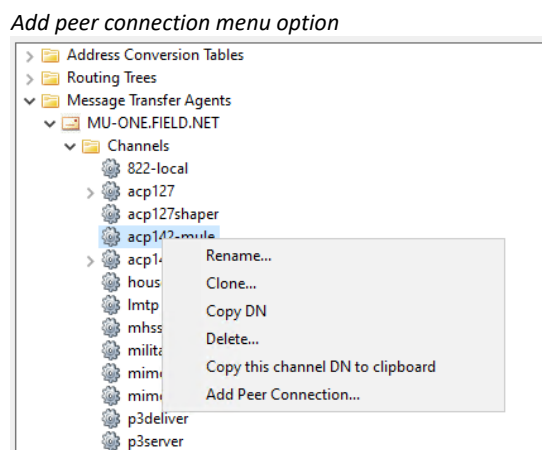 Add peer connection menu option
Address Conversion Tables
Routing Trees
Message Transfer Agents
MU-ONE.FIELD.NET
Channels
822-local
acp127
acp127shaper
acp142-mule
Rename...
Clone...
lmtp
Copy DN
Delete...
Copy this channel DN to clipboard
Add Peer Connection...
p3deliver
p3server